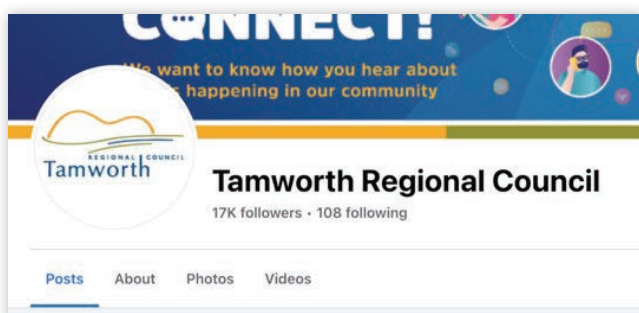 CONNECT!
We want to know how you hear about
happening in our community
REGIONAL COUNCIL
Tamworth
Tamworth Regional Council
17K followers · 108 following
Posts About Photos Videos